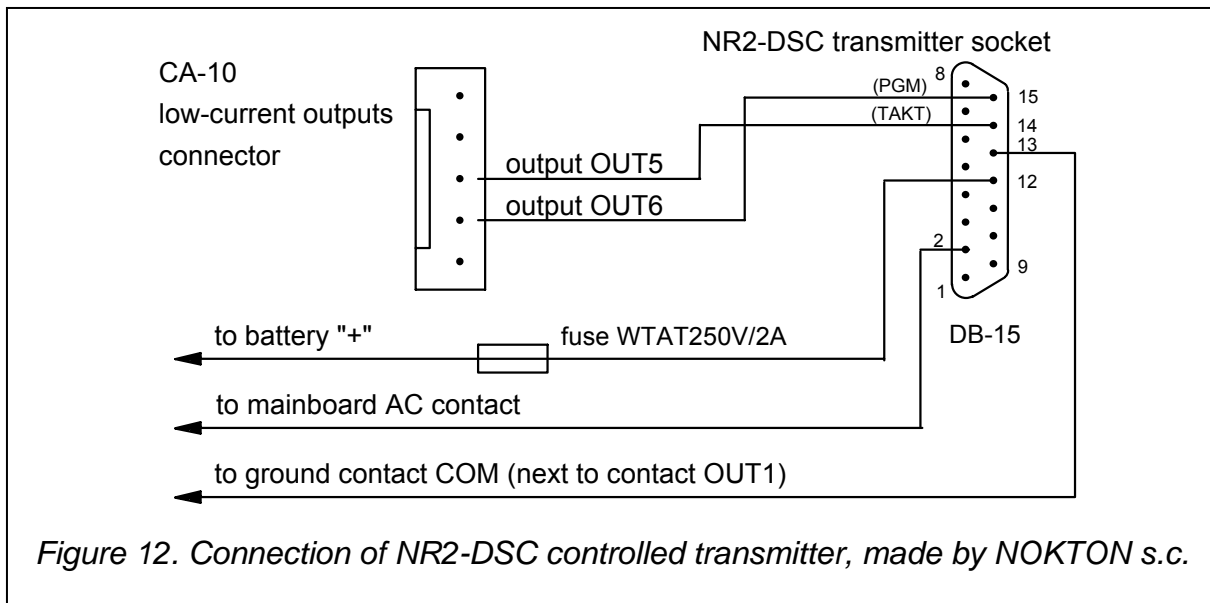 NR2-DSC transmitter socket
CA-10
low-current outputs
connector
8
(PGM)
15
(TAKT)
14
13
output OUT5
12
output OUT6
2
9
1
to battery "+"
fuse WTAT250V/2A
DB-15
to mainboard AC contact
to ground contact COM (next to contact OUT1)
Figure 12. Connection of NR2-DSC controlled transmitter, made by NOKTON s.c.